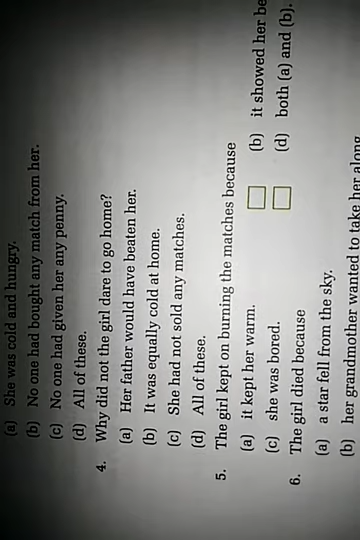 (a) She was cold and hungry.
(b) No one had bought any match from her.
(c) No one had given her any penny.
(d) All of these.
4. Why did not the girl dare to go home?
(a) Her father would have beaten her.
(b) It was equally cold at home.
(c) She had not sold any matches.
(d) All of these.
5. The girl kept on burning the matches because
(a) it kept her warm. (b) it showed her
(c) she was bored. (d) both (a) and (b).
6. The girl died because
(a) a star fell from the sky.
(b) her grandmother wanted to take her along